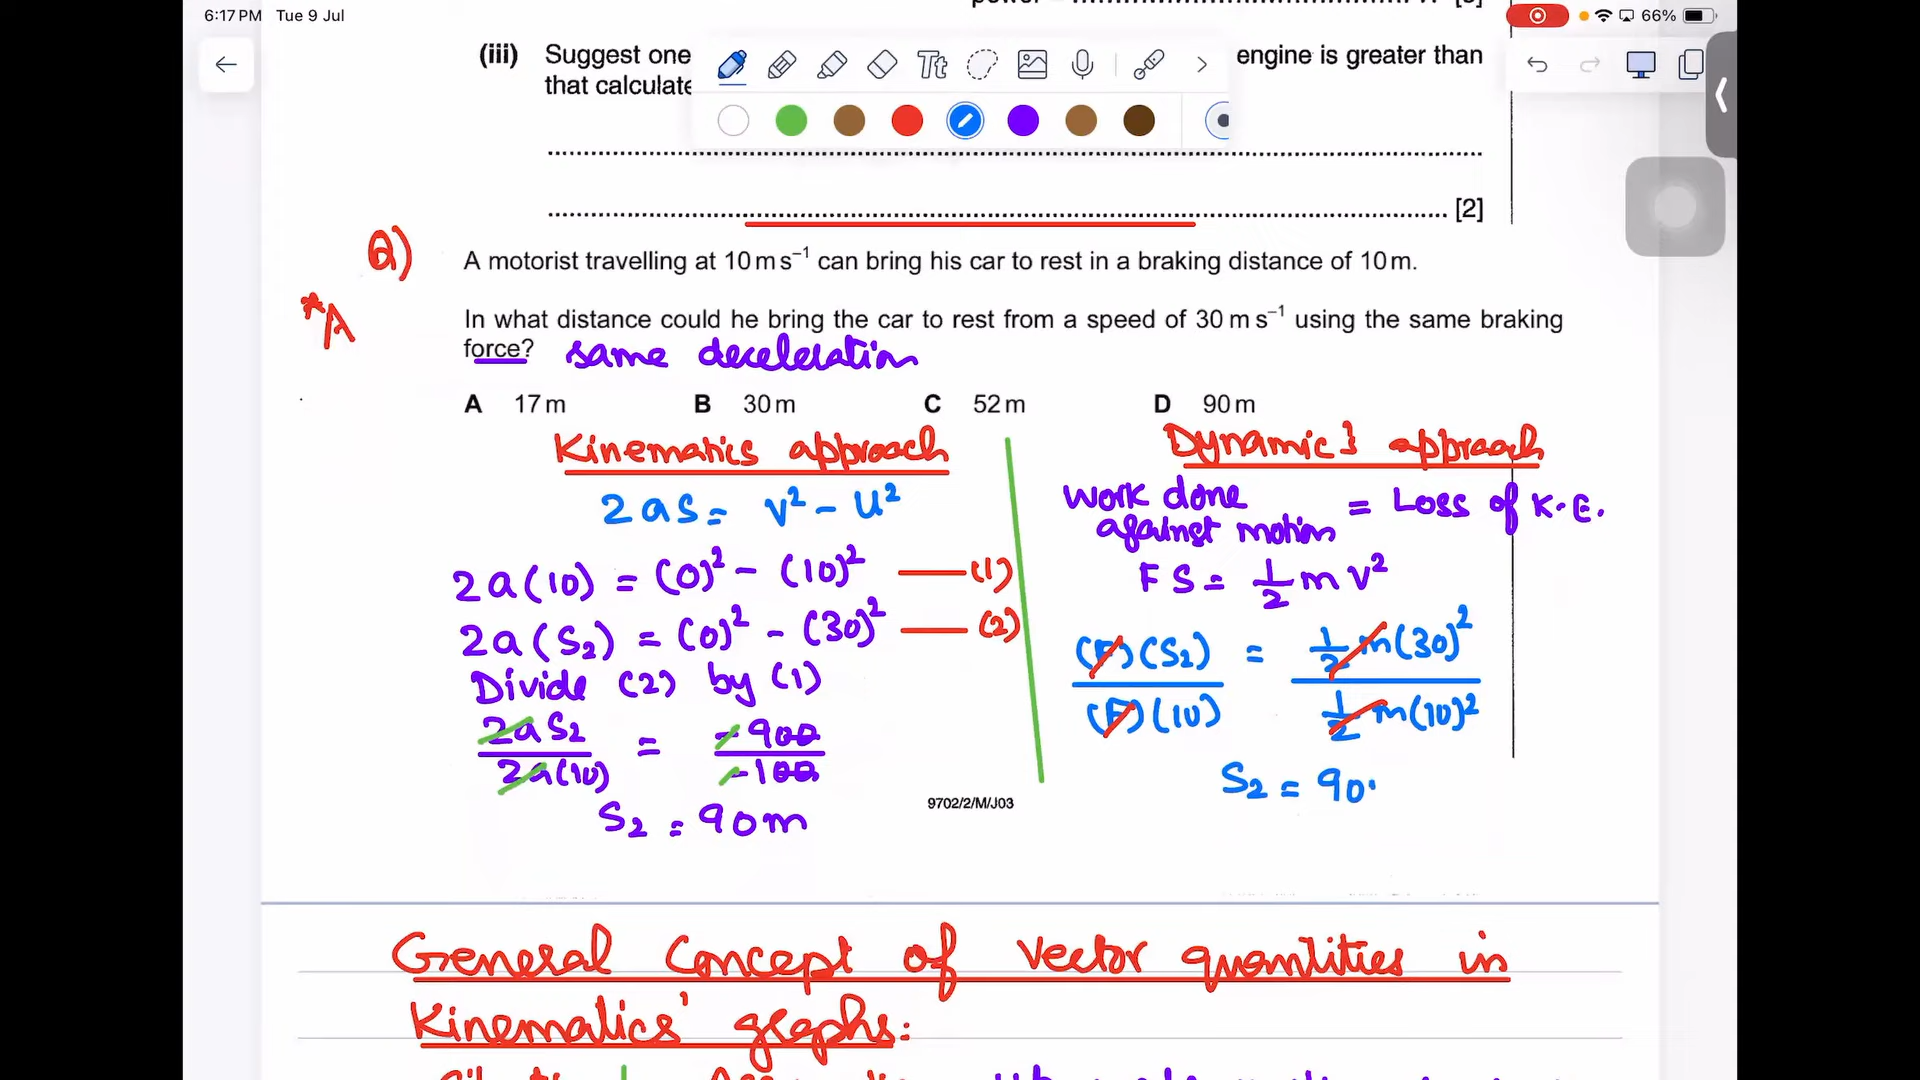 6:17 PM Tue 9 Jul
66%
(iii) Suggest one engine is greater than
that calculate
Tt
[2]
Q)
A motorist travelling at 10 m s⁻¹ can bring his car to rest in a braking distance of 10 m.
*A
In what distance could he bring the car to rest from a speed of 30 m s⁻¹ using the same braking
force? same deceleration
A 17 m B 30 m C 52 m D 90 m
Kinematics approach
2as = v² - u²
2a(10) = (0)² - (10)² —(1)
2a(S₂) = (0)² - (30)² —(2)
Divide (2) by (1)
2aS₂ / 2a(10) = -900 / -100
S₂ = 90m
Dynamics approach
Work done against motion = Loss of K.E.
FS = 1/2 m v²
(F)(S₂) / (F)(10) = 1/2 m(30)² / 1/2 m(10)²
S₂ = 90
9702/2/M/J03
General Concept of vector quantities in
Kinematics' graphs: